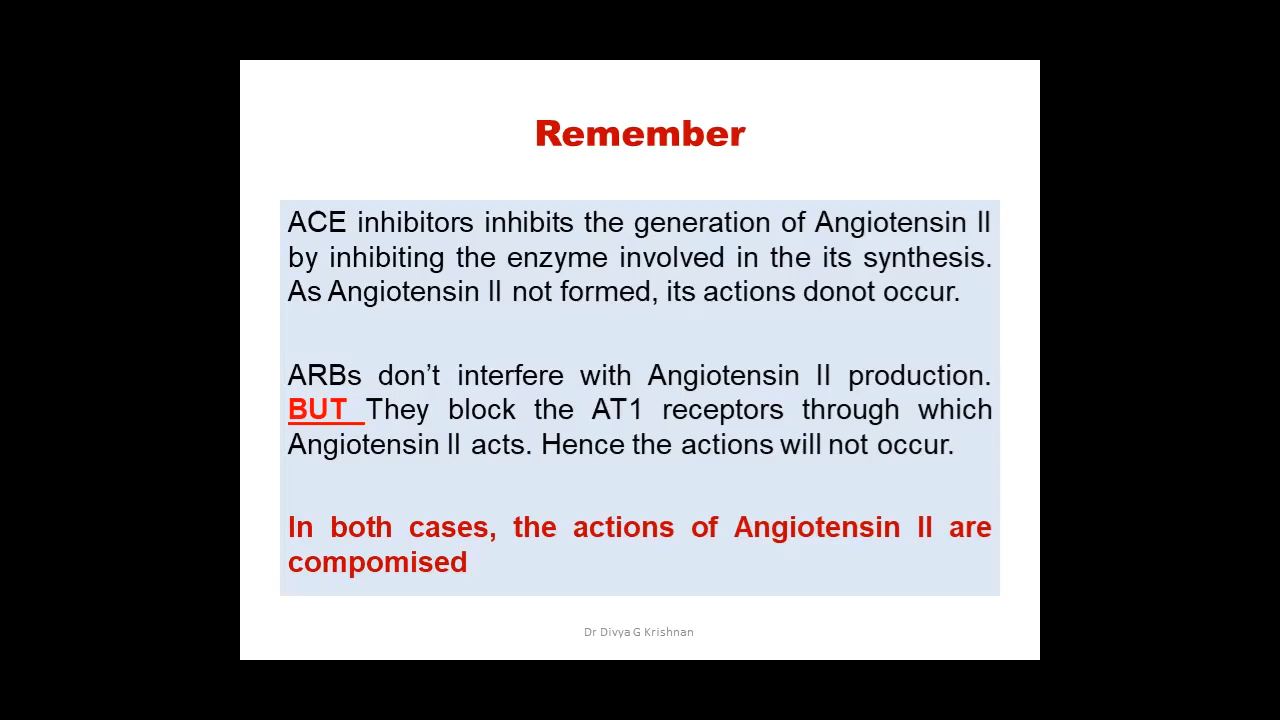 Remember
ACE inhibitors inhibits the generation of Angiotensin II
by inhibiting the enzyme involved in the its synthesis.
As Angiotensin II not formed, its actions donot occur.
ARBs don’t interfere with Angiotensin II production.
BUT They block the AT1 receptors through which
Angiotensin II acts. Hence the actions will not occur.
In both cases, the actions of Angiotensin II are
compomised
Dr Divya G Krishnan